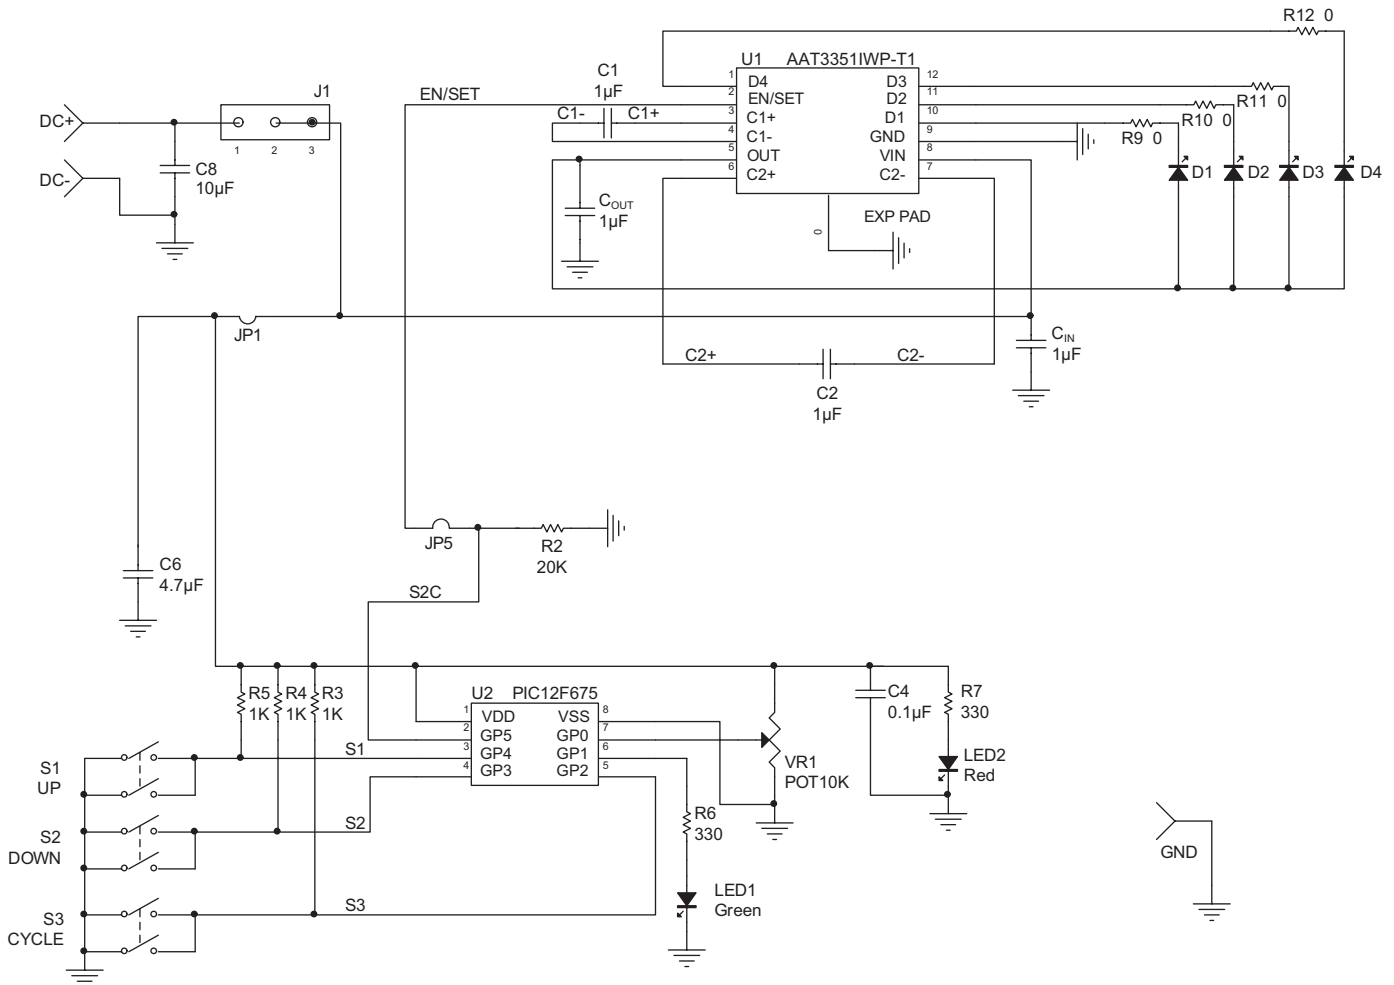 R12 0
U1 AAT3351IWP-T1
C1
1µF
J1
EN/SET
DC+
1 2 3
C8
10µF
DC-
C1- C1+
1 D4
2 EN/SET
3 C1+
4 C1-
5 OUT
6 C2+
D3 12
D2 11
D1 10
GND 9
VIN 8
C2- 7
R11 0
R10 0
R9 0
D1
D2
D3
D4
COUT
1µF
0
EXP PAD
JP1
CIN
1µF
C2+ C2-
C2
1µF
JP5
R2
20K
C6
4.7µF
S2C
R5
1K
R4
1K
R3
1K
U2 PIC12F675
1 VDD
2 GP5
3 GP4
4 GP3
VSS 8
GP0 7
GP1 6
GP2 5
C4
0.1µF
R7
330
S1
UP
S1
VR1
POT10K
LED2
Red
S2
DOWN
S2
R6
330
GND
S3
CYCLE
S3
LED1
Green